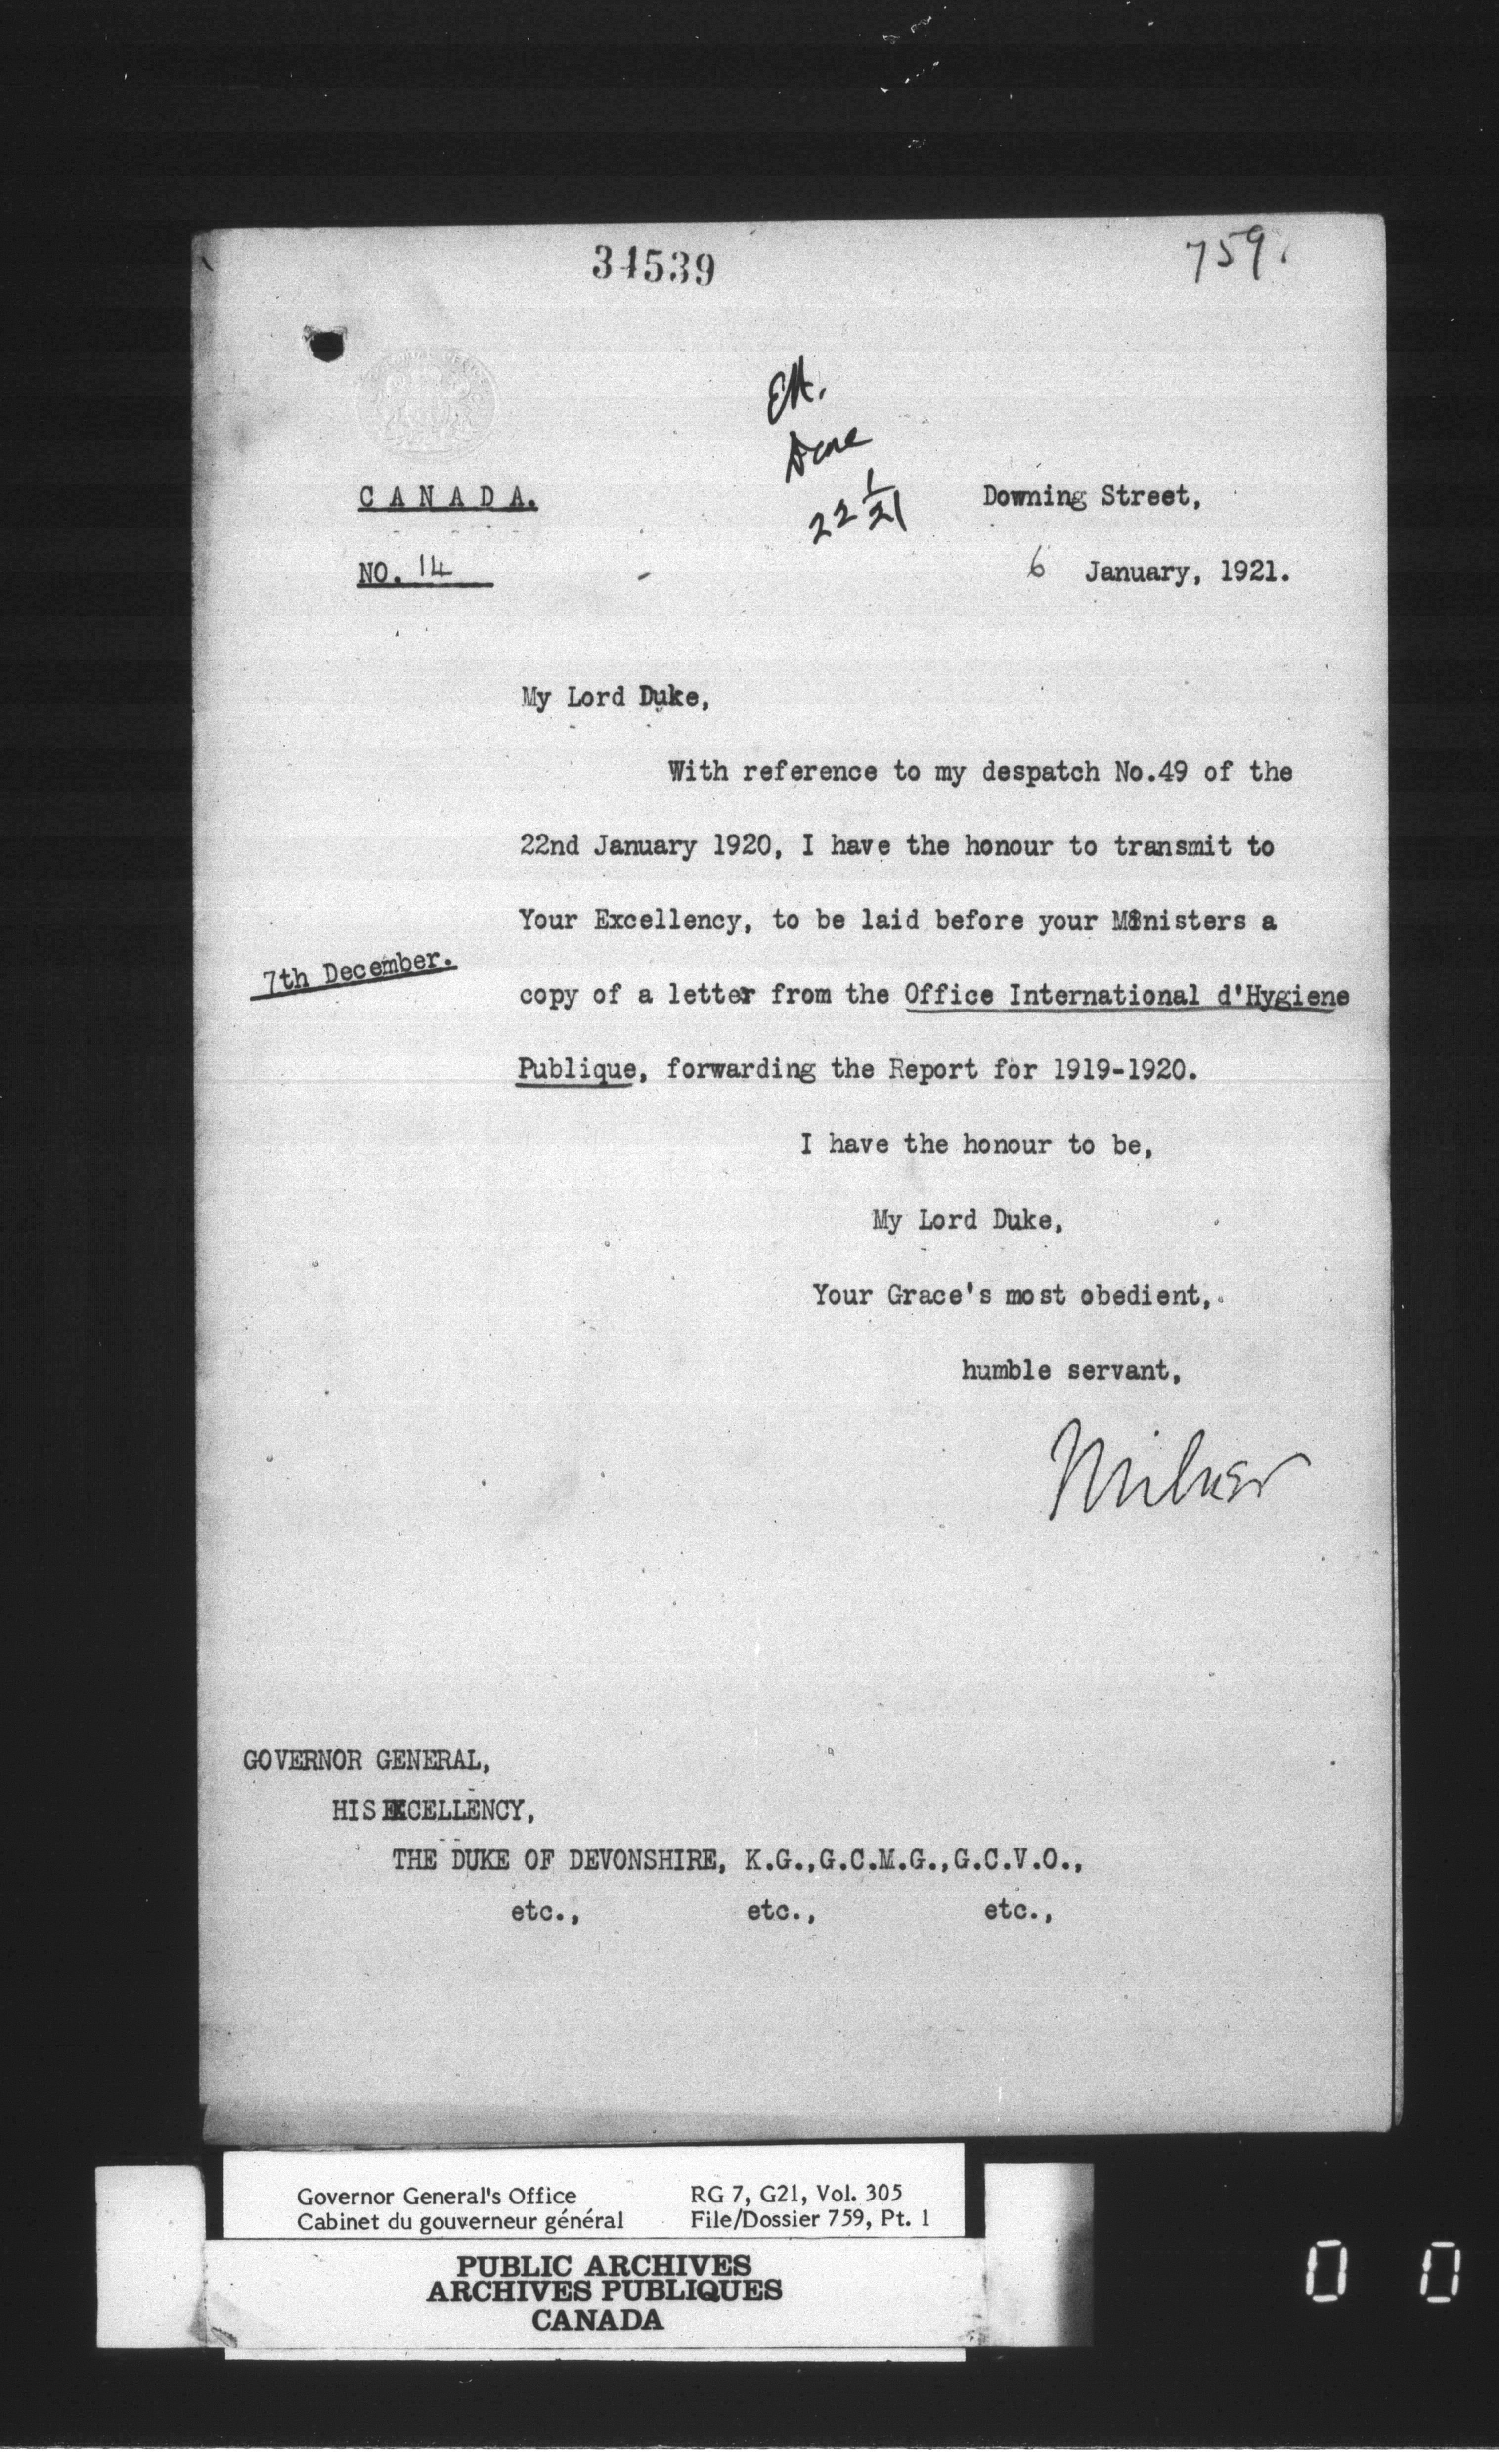 34539
759.
Done
22 1/21
CANADA.
Downing Street,
NO. 14
6 January, 1921.
My Lord Duke,
With reference to my despatch No.49 of the
22nd January 1920, I have the honour to transmit to
Your Excellency, to be laid before your Ministers a
7th December.
copy of a letter from the Office International d'Hygiene
Publique, forwarding the Report for 1919-1920.
I have the honour to be,
My Lord Duke,
Your Grace's most obedient,
humble servant,
Milner
GOVERNOR GENERAL,
HIS EXCELLENCY,
THE DUKE OF DEVONSHIRE, K.G.,G.C.M.G.,G.C.V.O.,
etc., etc., etc.,
Governor General's Office RG 7, G21, Vol. 305
Cabinet du gouverneur général File/Dossier 759, Pt. 1
PUBLIC ARCHIVES
ARCHIVES PUBLIQUES
CANADA
0 0